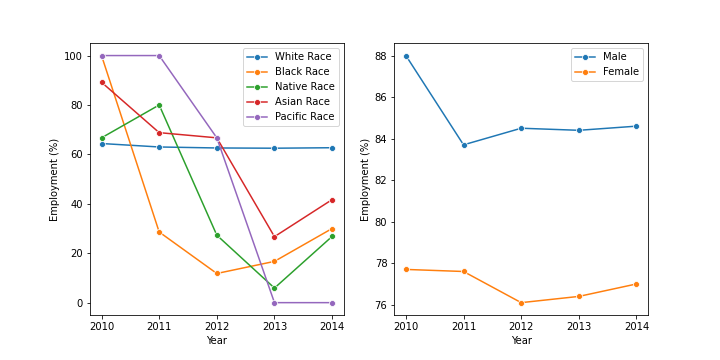 100
80
60
40
20
0
Employment (%)
2010
2011
2012
2013
2014
Year
White Race
Black Race
Native Race
Asian Race
Pacific Race
88
86
84
82
80
78
76
Employment (%)
2010
2011
2012
2013
2014
Year
Male
Female